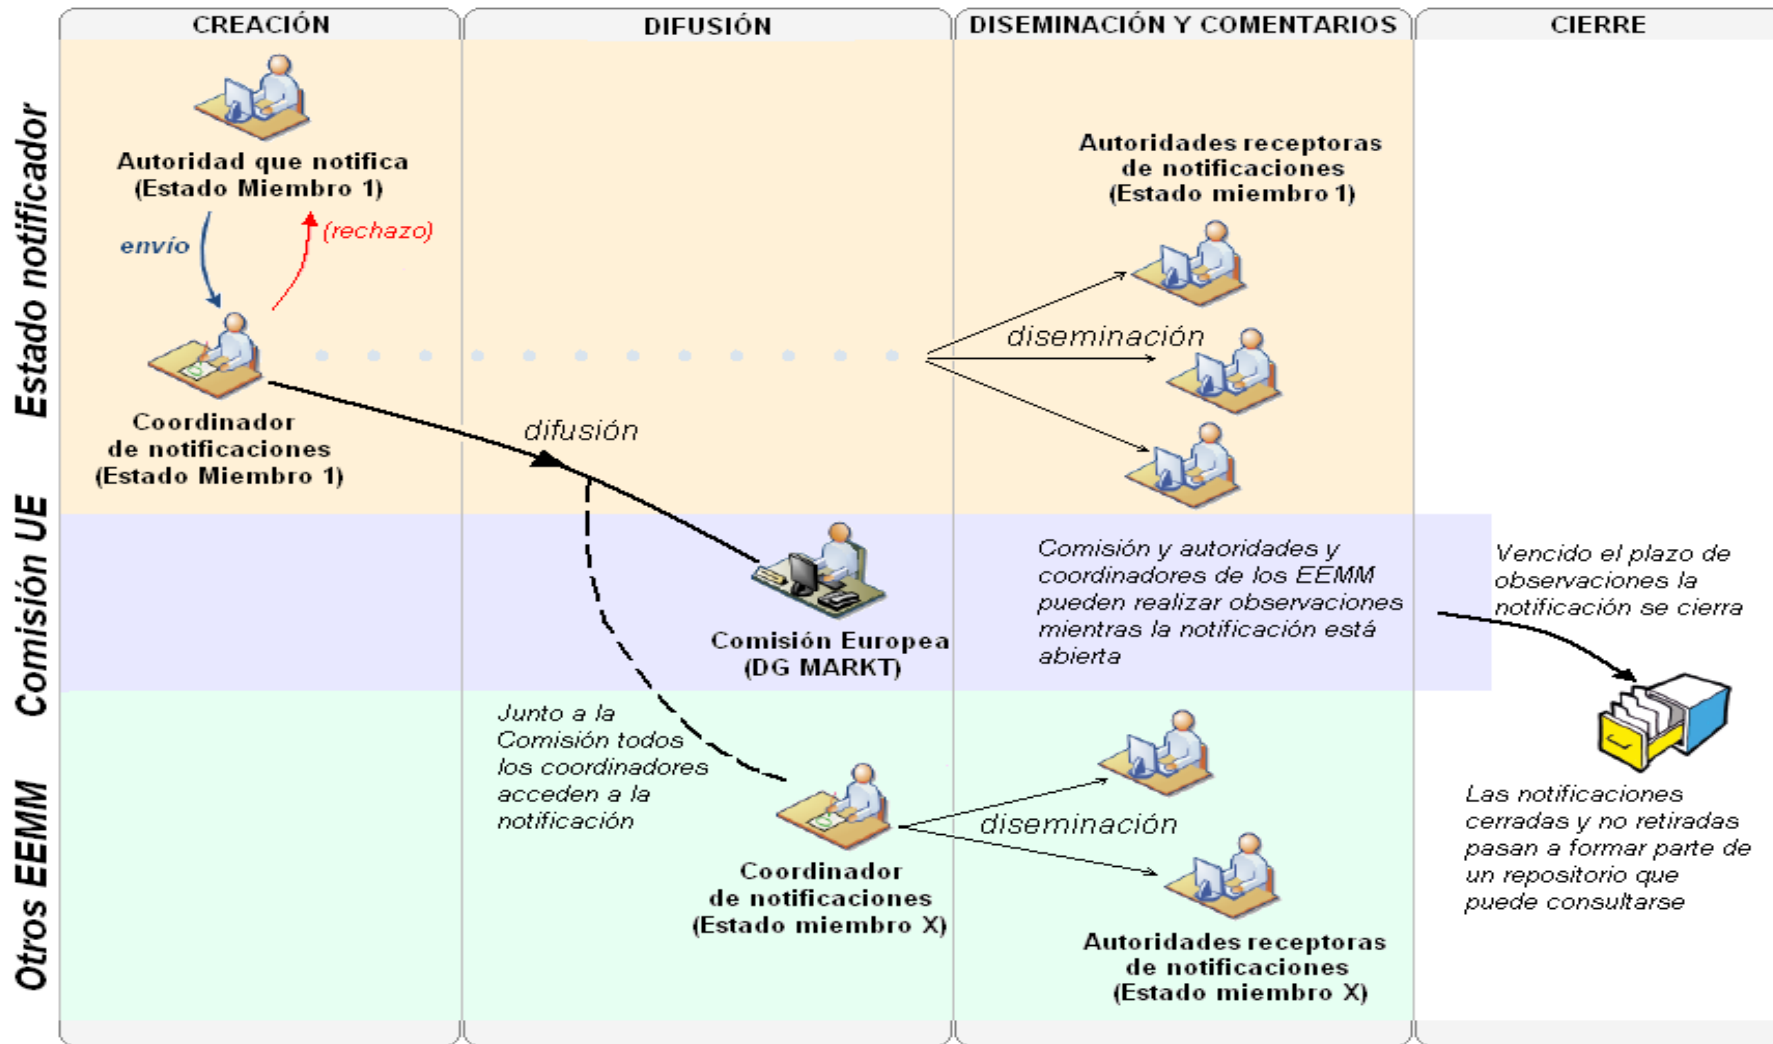 CREACIÓN
DIFUSIÓN
DISEMINACIÓN Y COMENTARIOS
CIERRE
Estado notificador
Autoridad que notifica
(Estado Miembro 1)
envío
(rechazo)
Coordinador
de notificaciones
(Estado Miembro 1)
difusión
Autoridades receptoras
de notificaciones
(Estado miembro 1)
diseminación
Comisión UE
Comisión Europea
(DG MARKT)
Comisión y autoridades y
coordinadores de los EEMM
pueden realizar observaciones
mientras la notificación está
abierta
Vencido el plazo de
observaciones la
notificación se cierra
Otros EEMM
Junto a la
Comisión todos
los coordinadores
acceden a la
notificación
Coordinador
de notificaciones
(Estado miembro X)
diseminación
Autoridades receptoras
de notificaciones
(Estado miembro X)
Las notificaciones
cerradas y no retiradas
pasan a formar parte de
un repositorio que
puede consultarse